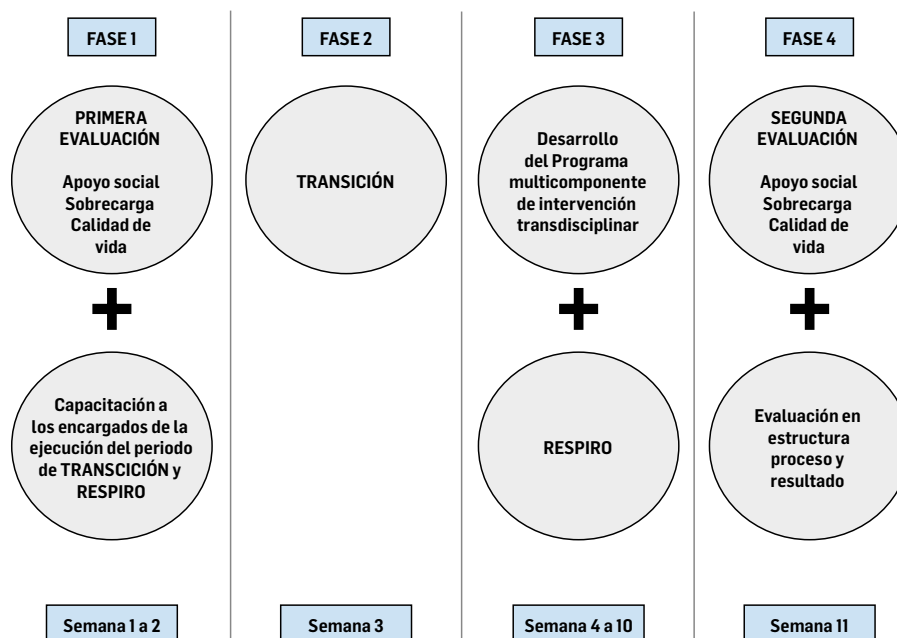 FASE 1
PRIMERA
EVALUACIÓN
Apoyo social
Sobrecarga
Calidad de
vida
Capacitación a
los encargados de la
ejecución del periodo
de TRANSCICIÓN y
RESPIRO
Semana 1 a 2
FASE 2
TRANSICIÓN
Semana 3
FASE 3
Desarrollo
del Programa
multicomponente
de intervención
transdisciplinar
RESPIRO
Semana 4 a 10
FASE 4
SEGUNDA
EVALUACIÓN
Apoyo social
Sobrecarga
Calidad de
vida
Evaluación en
estructura
proceso y
resultado
Semana 11